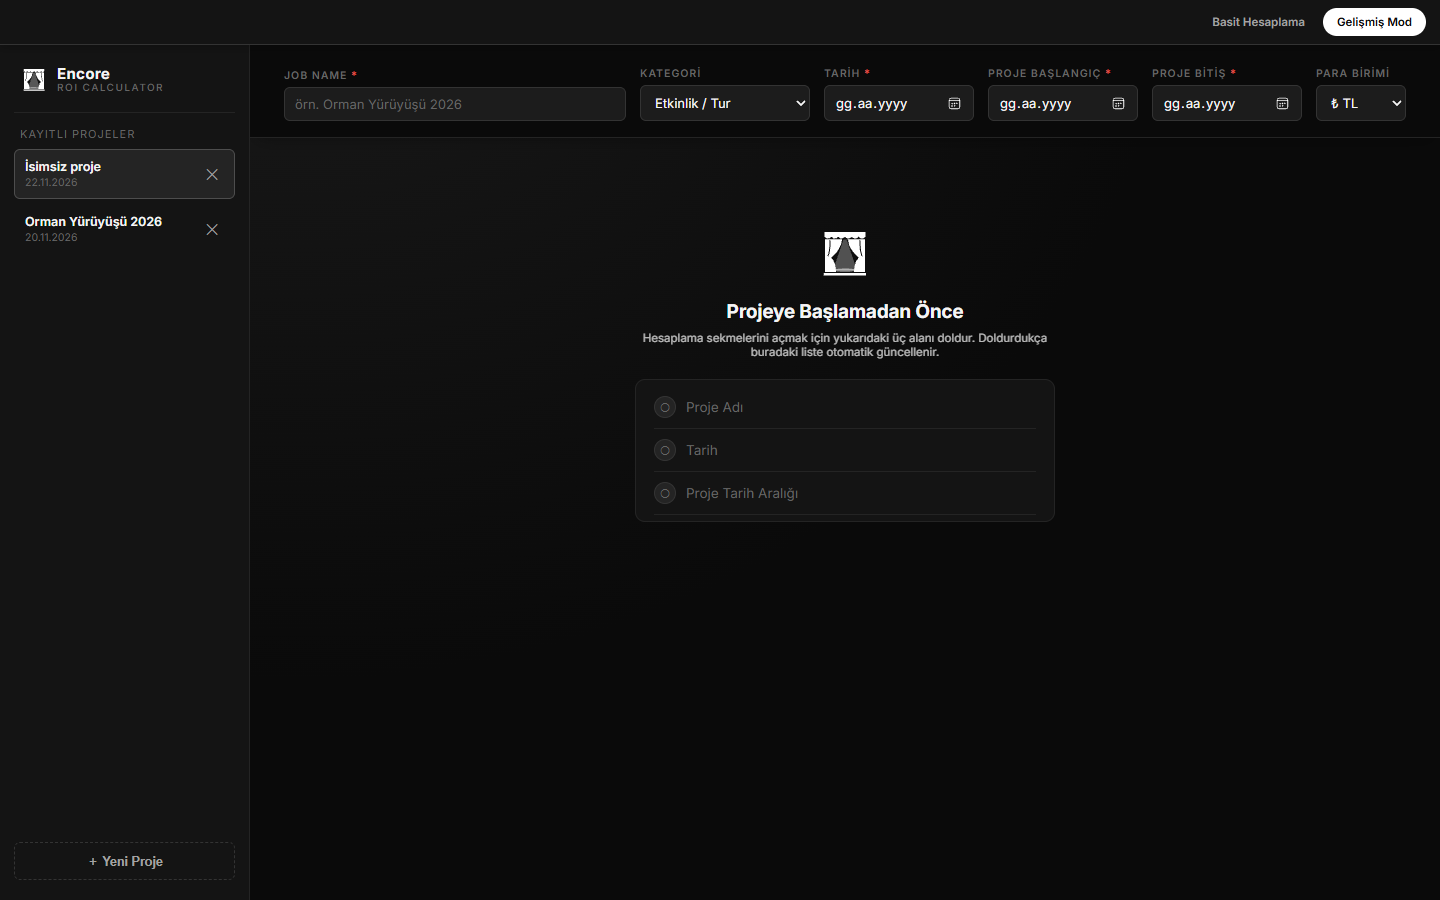 Basit Hesaplama
Gelişmiş Mod
Encore
ROI CALCULATOR
KAYITLI PROJELER
İsimsiz proje
22.11.2026
Orman Yürüyüşü 2026
20.11.2026
+ Yeni Proje
JOB NAME *
örn. Orman Yürüyüşü 2026
KATEGORİ
Etkinlik / Tur
TARİH *
gg.aa.yyyy
PROJE BAŞLANGIÇ *
gg.aa.yyyy
PROJE BİTİŞ *
gg.aa.yyyy
PARA BİRİMİ
₺ TL
Projeye Başlamadan Önce
Hesaplama sekmelerini açmak için yukarıdaki üç alanı doldur. Doldurdukça
buradaki liste otomatik güncellenir.
Proje Adı
Tarih
Proje Tarih Aralığı